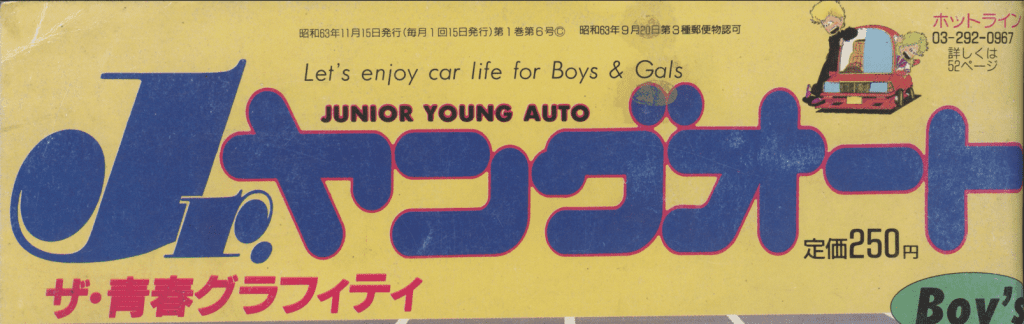 昭和63年11月15日発行(毎月1回15日発行)第1巻第6号© 昭和63年9月20日第3種郵便物認可
ホットライン
03-292-0967
詳しくは
52ページ
Let's enjoy car life for Boys & Gals
JUNIOR YOUNG AUTO
Jr.ヤングオート
定価250円
ザ・青春グラフィティ
Boy's